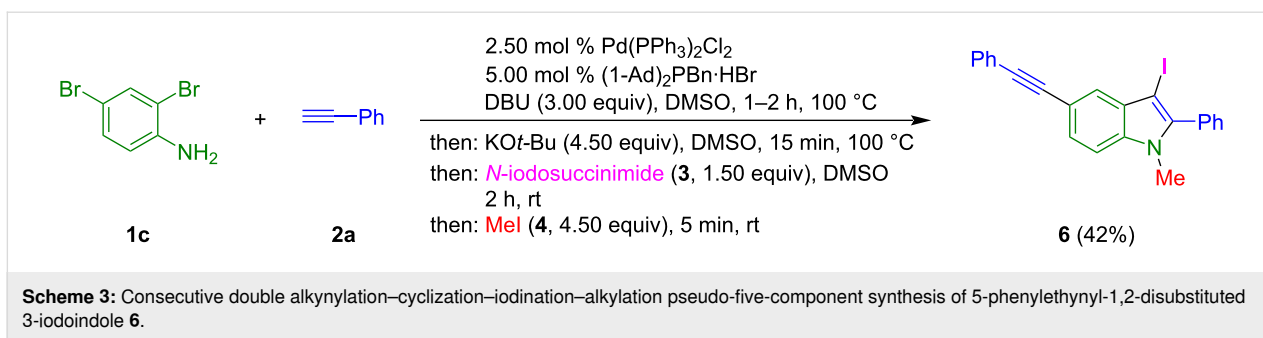 2.50 mol % Pd(PPh3)2Cl2
5.00 mol % (1-Ad)2PBn·HBr
DBU (3.00 equiv), DMSO, 1–2 h, 100 °C
Br
Br
NH2
+
Ph
then: KOt-Bu (4.50 equiv), DMSO, 15 min, 100 °C
then: N-iodosuccinimide (3, 1.50 equiv), DMSO
2 h, rt
then: MeI (4, 4.50 equiv), 5 min, rt
Ph
I
Ph
N
Me
1c
2a
6 (42%)
Scheme 3: Consecutive double alkynylation–cyclization–iodination–alkylation pseudo-five-component synthesis of 5-phenylethynyl-1,2-disubstituted
3-iodoindole 6.